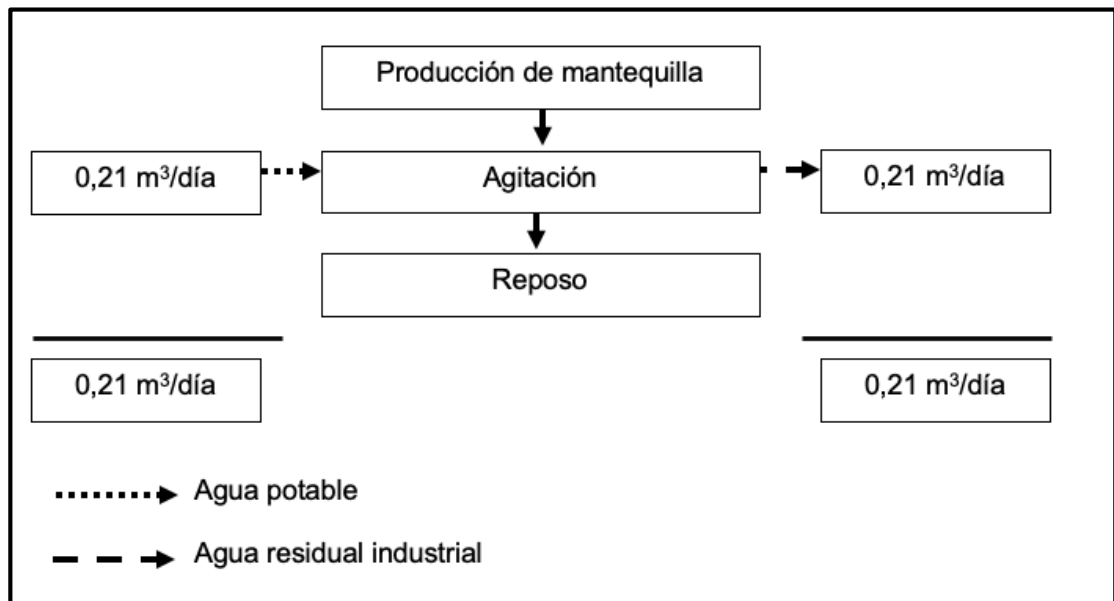 Producción de mantequilla
0,21 m³/día
Agitación
0,21 m³/día
Reposo
0,21 m³/día
0,21 m³/día
Agua potable
Agua residual industrial